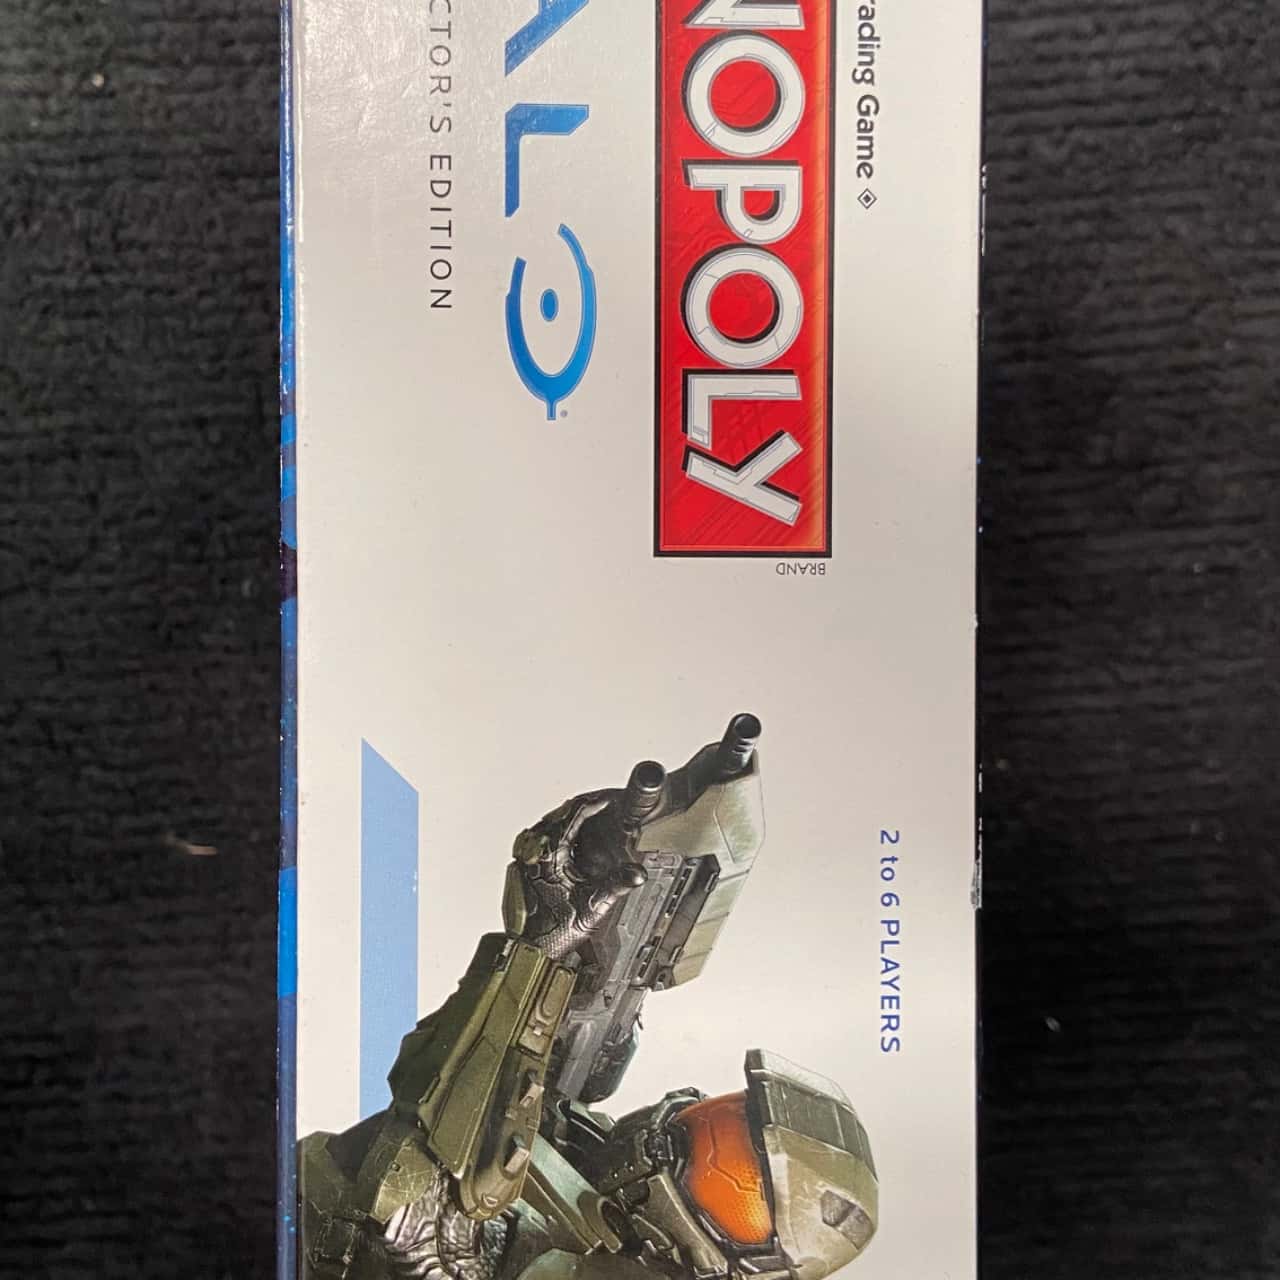 rading Game
NOPOLY
BRAND
ALO®
CTOR'S EDITION
2 to 6 PLAYERS